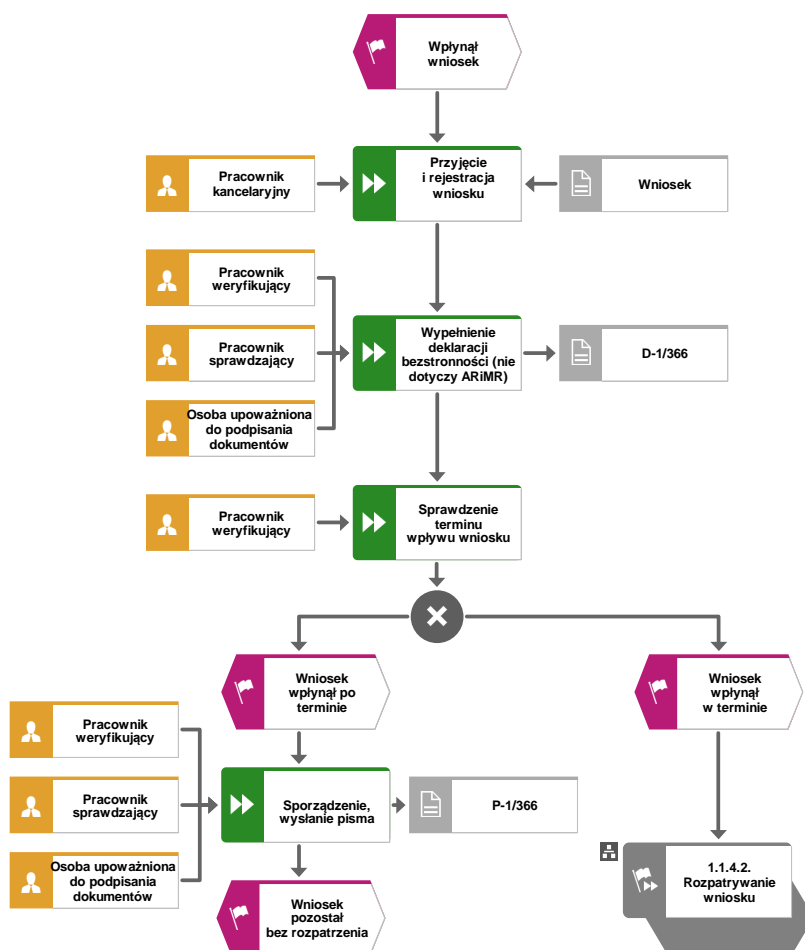 Wpłynął
wniosek
Pracownik
kancelaryjny
Przyjęcie
i rejestracja
wniosku
Wniosek
Pracownik
weryfikujący
Pracownik
sprawdzający
Osoba upoważniona
do podpisania
dokumentów
Wypełnienie
deklaracji
bezstronności (nie
dotyczy ARiMR)
D-1/366
Pracownik
weryfikujący
Sprawdzenie
terminu
wpływu wniosku
Wniosek
wpłynął po
terminie
Wniosek
wpłynął
w terminie
Pracownik
weryfikujący
Pracownik
sprawdzający
Osoba upoważniona
do podpisania
dokumentów
Sporządzenie,
wysłanie pisma
P-1/366
1.1.4.2.
Rozpatrywanie
wniosku
Wniosek
pozostał
bez rozpatrzenia